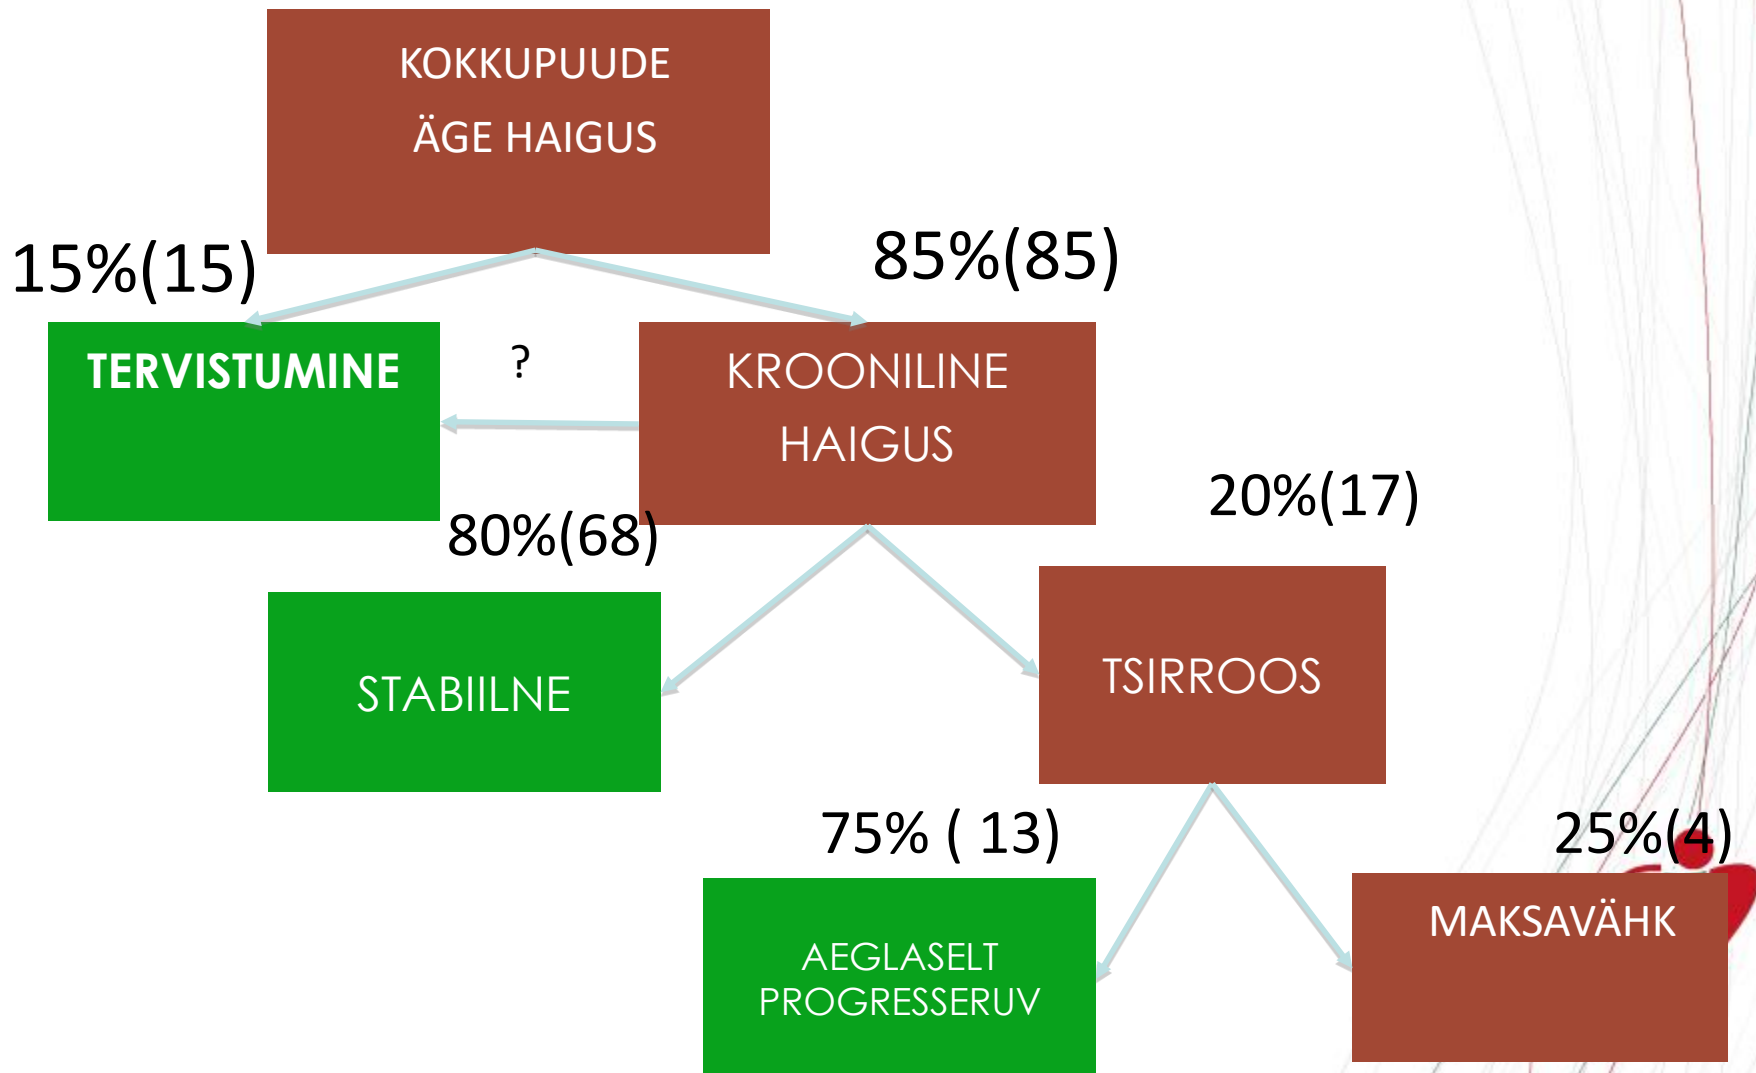 KOKKUPUUDE
ÄGE HAIGUS
15%(15)
85%(85)
TERVISTUMINE
?
KROONILINE
HAIGUS
80%(68)
20%(17)
STABIILNE
TSIRROOS
75% ( 13)
25%(4)
AEGLASELT
PROGRESSERUV
MAKSAVÄHK